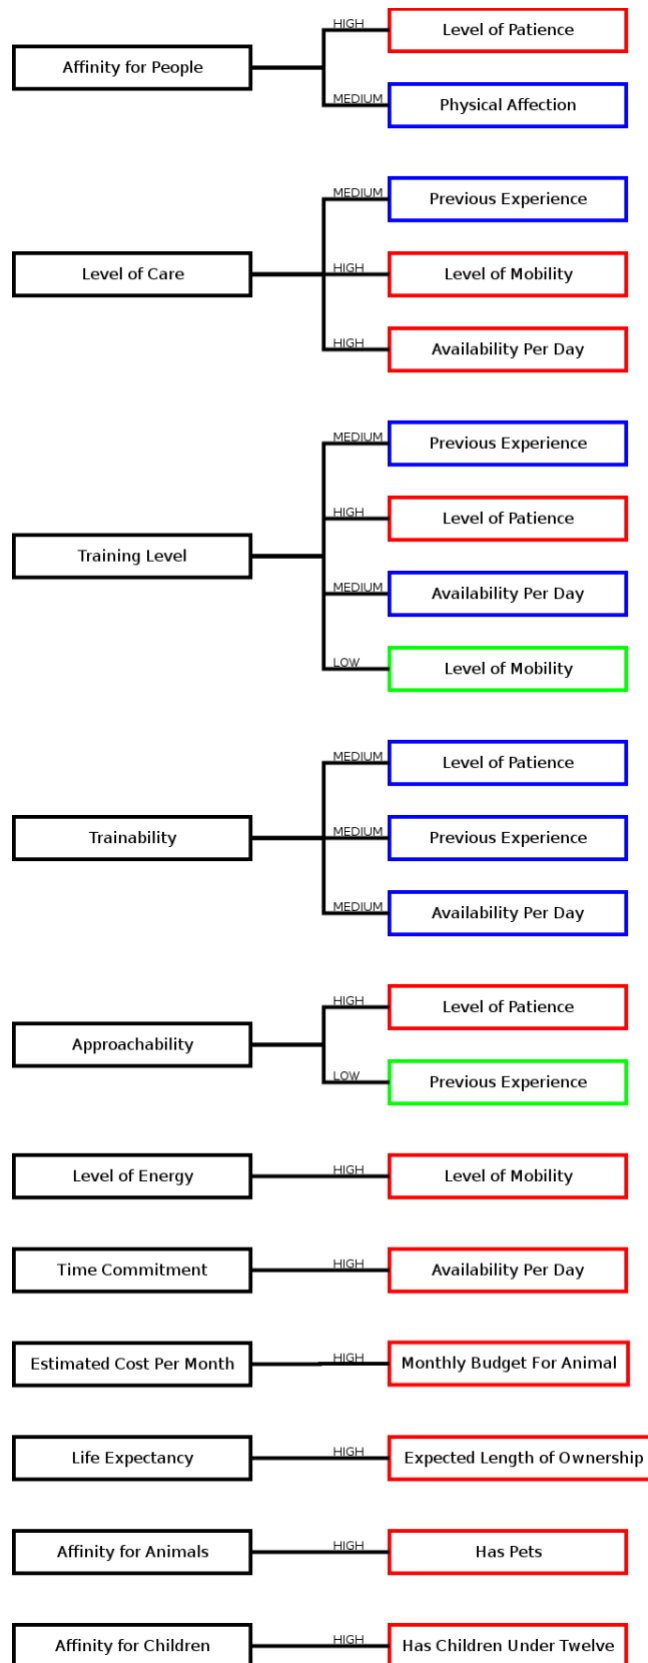 HIGH
Level of Patience
Affinity for People
MEDIUM
Physical Affection
MEDIUM
Previous Experience
Level of Care
HIGH
Level of Mobility
HIGH
Availability Per Day
MEDIUM
Previous Experience
HIGH
Level of Patience
Training Level
MEDIUM
Availability Per Day
LOW
Level of Mobility
MEDIUM
Level of Patience
Trainability
MEDIUM
Previous Experience
MEDIUM
Availability Per Day
HIGH
Level of Patience
Approachability
LOW
Previous Experience
Level of Energy
HIGH
Level of Mobility
Time Commitment
HIGH
Availability Per Day
Estimated Cost Per Month
HIGH
Monthly Budget For Animal
Life Expectancy
HIGH
Expected Length of Ownership
Affinity for Animals
HIGH
Has Pets
Affinity for Children
HIGH
Has Children Under Twelve